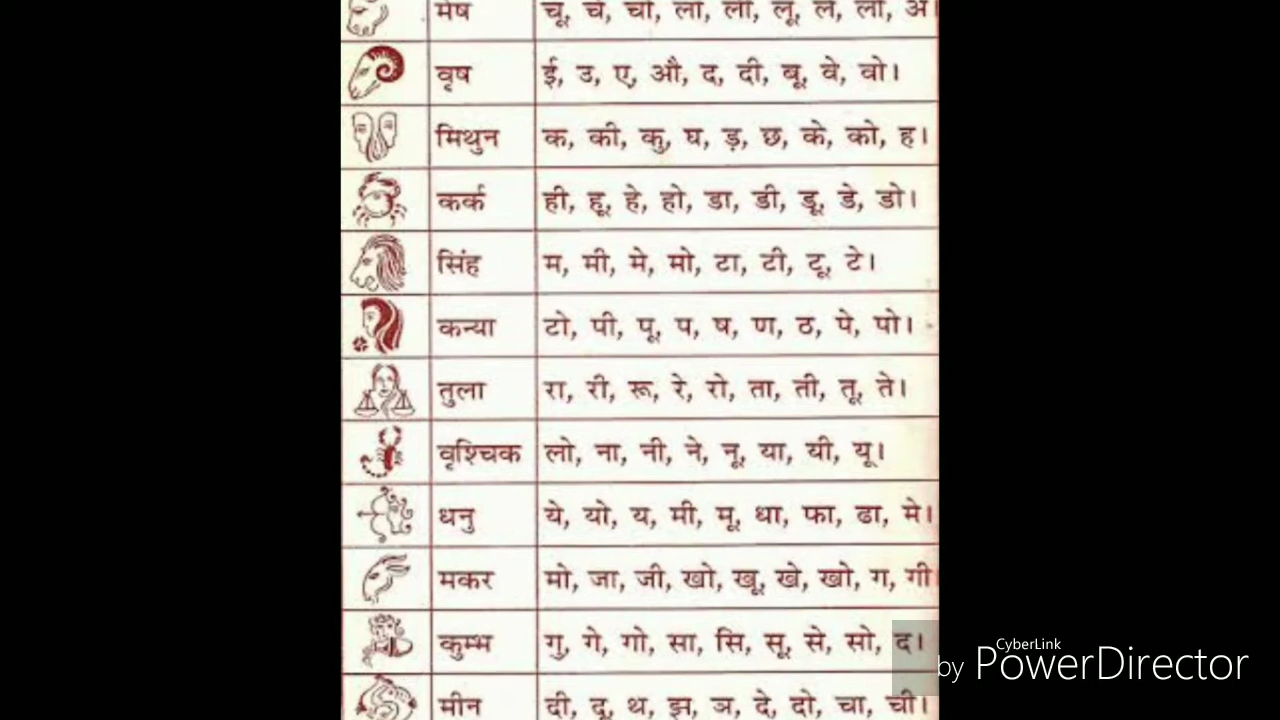 मेष चू, चे, चो, ला, ली, लू, ले, लो, अ।
वृष ई, उ, ए, औ, द, दी, बू, वे, बो।
मिथुन क, की, कु, घ, ड़, छ, के, को, ह।
कर्क ही, हू, हे, हो, डा, डी, डू, डे, डो।
सिंह म, मी, मे, मो, टा, टी, टू, टे।
कन्या टो, पी, पू, प, ष, ण, ठ, पे, पो।
तुला रा, री, रू, रे, रो, ता, ती, तू, ते।
वृश्चिक लो, ना, नी, ने, नू, या, यी, यू।
धनु ये, यो, य, मी, मू, धा, फा, ढा, मे।
मकर मो, जा, जी, खो, खू, खे, खो, ग, गी
कुम्भ गु, गे, गो, सा, सि, सू, से, सो, द।
मीन दी, दू, थ, झ, ञ, दे, दो, चा, ची।
CyberLink
by PowerDirector